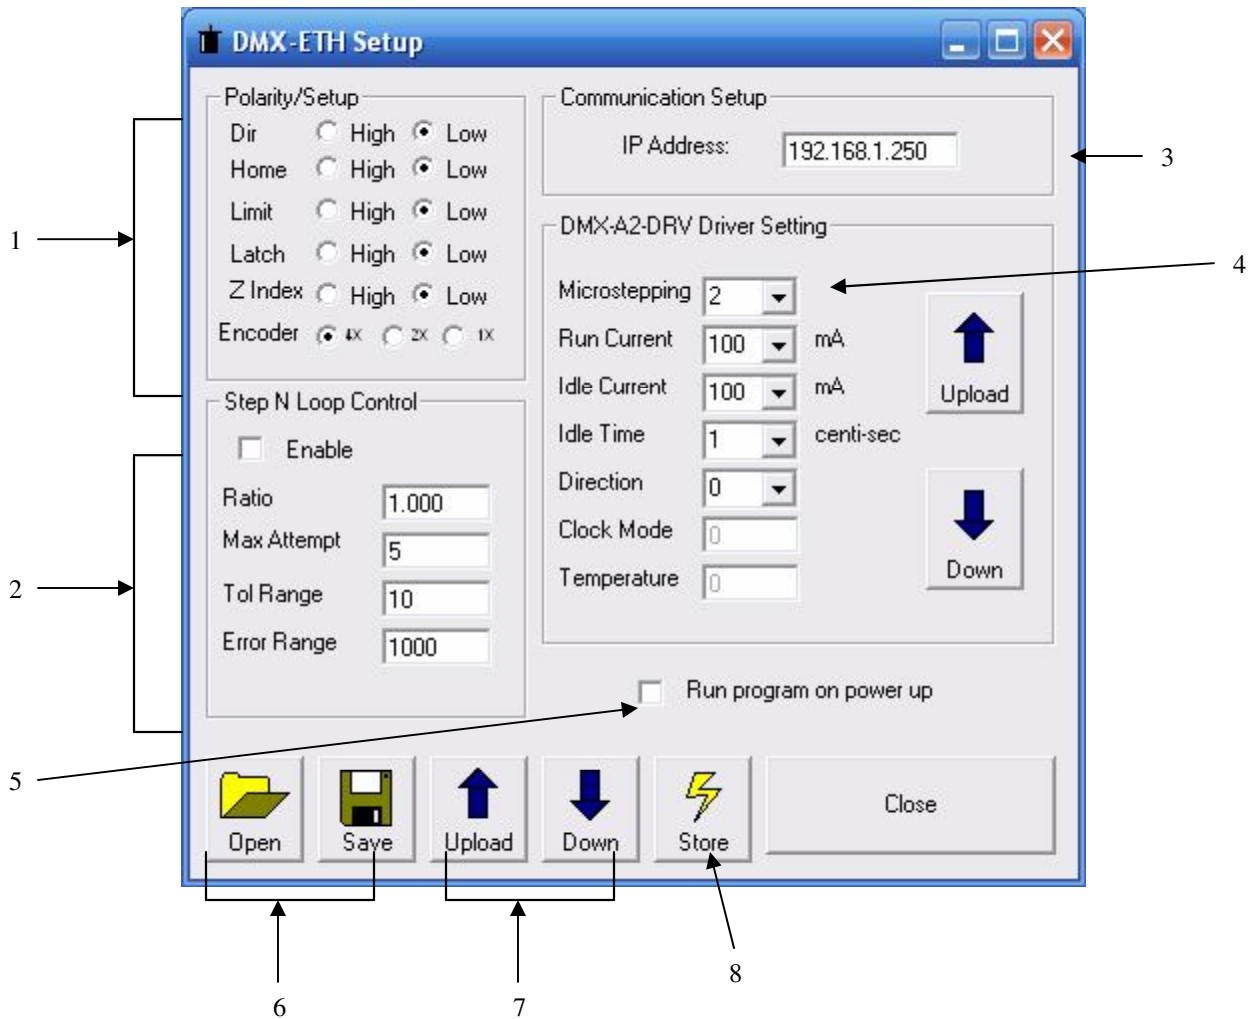 DMX-ETH Setup
Polarity/Setup
Dir High Low
Home High Low
Limit High Low
Latch High Low
Z Index High Low
Encoder 4X 2X 1X
Step N Loop Control
Enable
Ratio 1.000
Max Attempt 5
Tol Range 10
Error Range 1000
Communication Setup
IP Address: 192.168.1.250
DMX-A2-DRV Driver Setting
Microstepping 2
Run Current 100 mA
Idle Current 100 mA
Idle Time 1 centi-sec
Direction 0
Clock Mode 0
Temperature 0
Upload
Down
Run program on power up
Open Save Upload Down Store Close
1
2
3
4
5
6
7
8